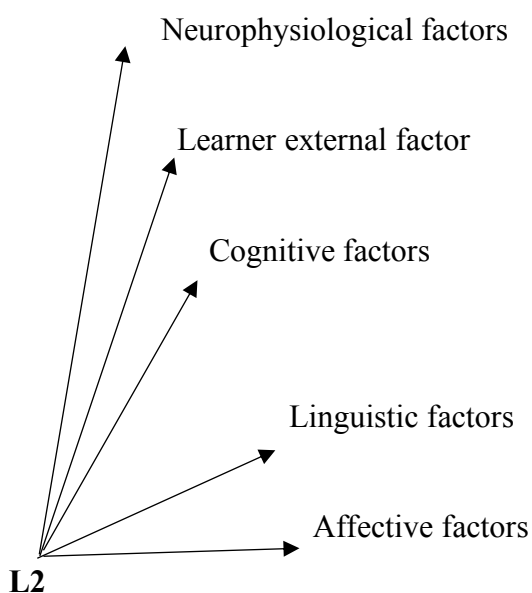 Neurophysiological factors
Learner external factor
Cognitive factors
Linguistic factors
Affective factors
L2